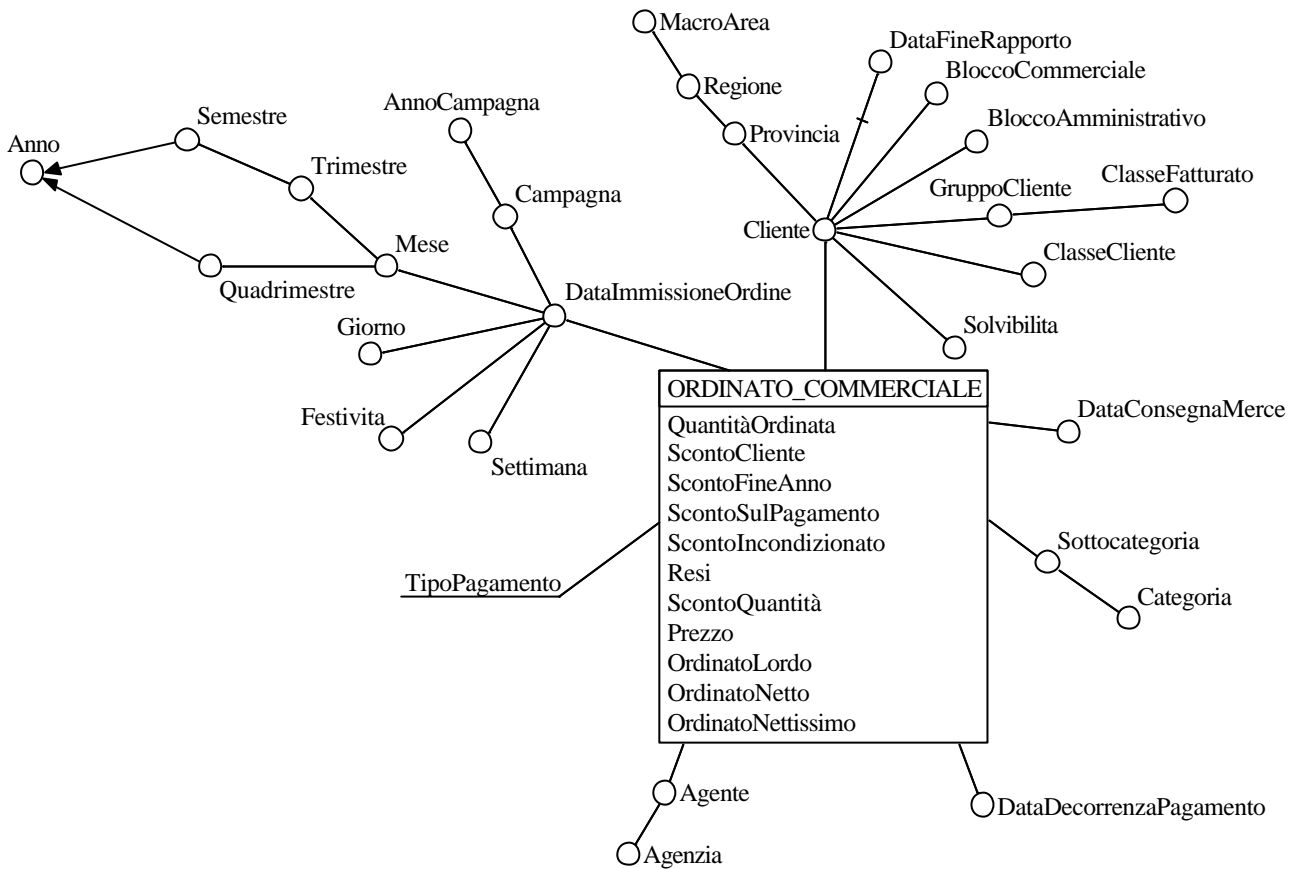 MacroArea
DataFineRapporto
BloccoCommerciale
Regione
AnnoCampagna
Semestre
BloccoAmministrativo
Provincia
Anno
Trimestre
ClasseFatturato
GruppoCliente
Campagna
Cliente
Mese
ClasseCliente
Quadrimestre
DataImmissioneOrdine
Giorno
Solvibilita
ORDINATO_COMMERCIALE
Festivita
DataConsegnaMerce
QuantitàOrdinata
ScontoCliente
Settimana
ScontoFineAnno
ScontoSulPagamento
ScontoIncondizionato
Sottocategoria
Resi
TipoPagamento
ScontoQuantità
Categoria
Prezzo
OrdinatoLordo
OrdinatoNetto
OrdinatoNettissimo
Agente
DataDecorrenzaPagamento
Agenzia